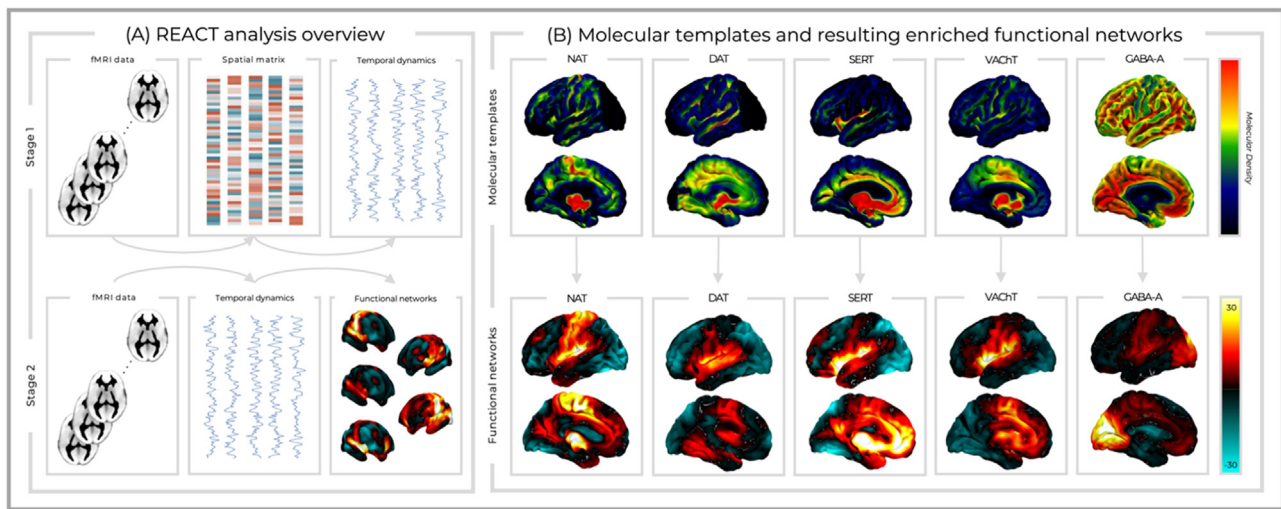 (A) REACT analysis overview
Stage 1
fMRI data
Spatial matrix
Temporal dynamics
Stage 2
fMRI data
Temporal dynamics
Functional networks
(B) Molecular templates and resulting enriched functional networks
Molecular templates
NAT
DAT
SERT
VAChT
GABA-A
Molecular Density
Functional networks
NAT
DAT
SERT
VAChT
GABA-A
30
-30